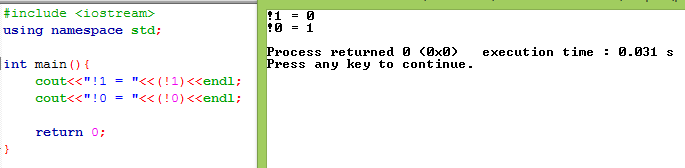 #include <iostream>
using namespace std;
int main(){
cout<<"!1 = "<<(!1)<<endl;
cout<<"!0 = "<<(!0)<<endl;
return 0;
}
!1 = 0
!0 = 1
Process returned 0 (0x0)   execution time : 0.031 s
Press any key to continue.